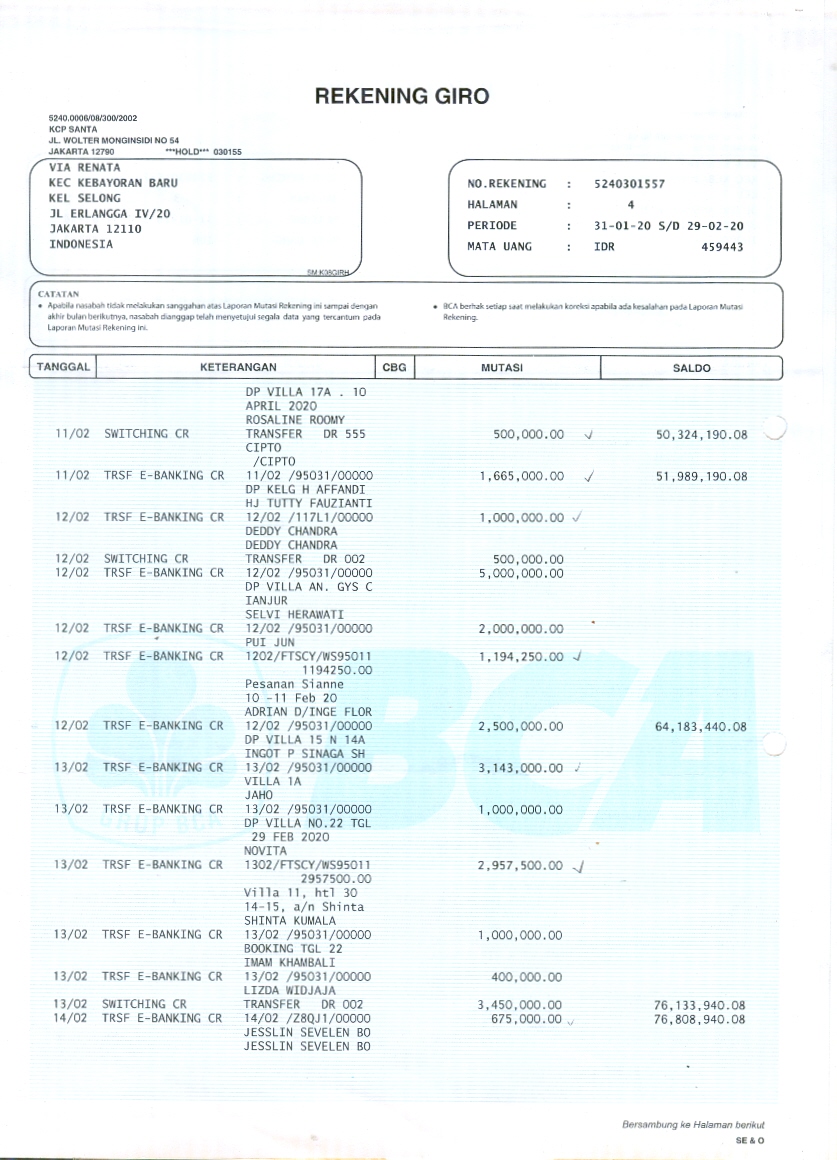 REKENING GIRO
5240.0006/08/300/2002
KCP SANTA
JL. WOLTER MONGINSIDI NO 54
JAKARTA 12790 ***HOLD*** 030155
VIA RENATA
KEC KEBAYORAN BARU
KEL SELONG
JL ERLANGGA IV/20
JAKARTA 12110
INDONESIA
SM.K08GIRH
NO.REKENING : 5240301557
HALAMAN : 4
PERIODE : 31-01-20 S/D 29-02-20
MATA UANG : IDR 459443
CATATAN
• Apabila nasabah tidak melakukan sanggahan atas Laporan Mutasi Rekening ini sampai dengan
akhir bulan berikutnya, nasabah dianggap telah menyetujui segala data yang tercantum pada
Laporan Mutasi Rekening ini.
• BCA berhak setiap saat melakukan koreksi apabila ada kesalahan pada Laporan Mutasi
Rekening.
TANGGAL KETERANGAN CBG MUTASI SALDO
DP VILLA 17A . 10
APRIL 2020
ROSALINE ROOMY
11/02 SWITCHING CR TRANSFER DR 555 500,000.00 ✓ 50,324,190.08
CIPTO
/CIPTO
11/02 TRSF E-BANKING CR 11/02 /95031/00000 1,665,000.00 ✓ 51,989,190.08
DP KELG H AFFANDI
HJ TUTTY FAUZIANTI
12/02 TRSF E-BANKING CR 12/02 /117L1/00000 1,000,000.00 ✓
DEDDY CHANDRA
DEDDY CHANDRA
12/02 SWITCHING CR TRANSFER DR 002 500,000.00
12/02 TRSF E-BANKING CR 12/02 /95031/00000 5,000,000.00
DP VILLA AN. GYS C
IANJUR
SELVI HERAWATI
12/02 TRSF E-BANKING CR 12/02 /95031/00000 2,000,000.00
PUI JUN
12/02 TRSF E-BANKING CR 1202/FTSCY/WS95011 1,194,250.00 ✓
1194250.00
Pesanan Sianne
10 -11 Feb 20
ADRIAN D/INGE FLOR
12/02 TRSF E-BANKING CR 12/02 /95031/00000 2,500,000.00 64,183,440.08
DP VILLA 15 N 14A
INGOT P SINAGA SH
13/02 TRSF E-BANKING CR 13/02 /95031/00000 3,143,000.00 ✓
VILLA 1A
JAHO
13/02 TRSF E-BANKING CR 13/02 /95031/00000 1,000,000.00
DP VILLA NO.22 TGL
29 FEB 2020
NOVITA
13/02 TRSF E-BANKING CR 1302/FTSCY/WS95011 2,957,500.00 ✓
2957500.00
Villa 11, htl 30
14-15, a/n Shinta
SHINTA KUMALA
13/02 TRSF E-BANKING CR 13/02 /95031/00000 1,000,000.00
BOOKING TGL 22
IMAM KHAMBALI
13/02 TRSF E-BANKING CR 13/02 /95031/00000 400,000.00
LIZDA WIDJAJA
13/02 SWITCHING CR TRANSFER DR 002 3,450,000.00 76,133,940.08
14/02 TRSF E-BANKING CR 14/02 /Z8QJ1/00000 675,000.00 ✓ 76,808,940.08
JESSLIN SEVELEN BO
JESSLIN SEVELEN BO
BCA
GRUP BCA
Bersambung ke Halaman berikut
SE & O